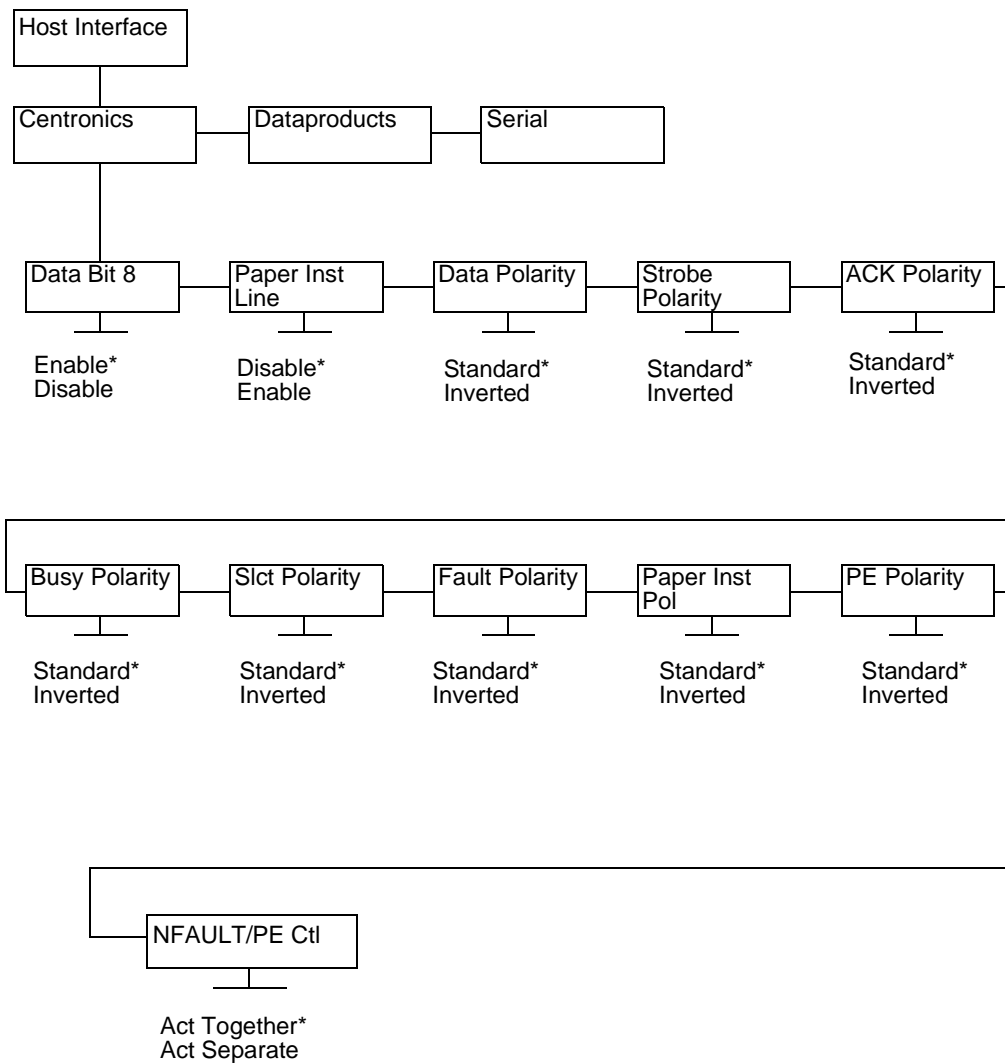 Host Interface
Centronics
Dataproducts
Serial
Data Bit 8
Paper Inst
Line
Data Polarity
Strobe
Polarity
ACK Polarity
Enable*
Disable
Disable*
Enable
Standard*
Inverted
Standard*
Inverted
Standard*
Inverted
Busy Polarity
Slct Polarity
Fault Polarity
Paper Inst
Pol
PE Polarity
Standard*
Inverted
Standard*
Inverted
Standard*
Inverted
Standard*
Inverted
Standard*
Inverted
NFAULT/PE Ctl
Act Together*
Act Separate